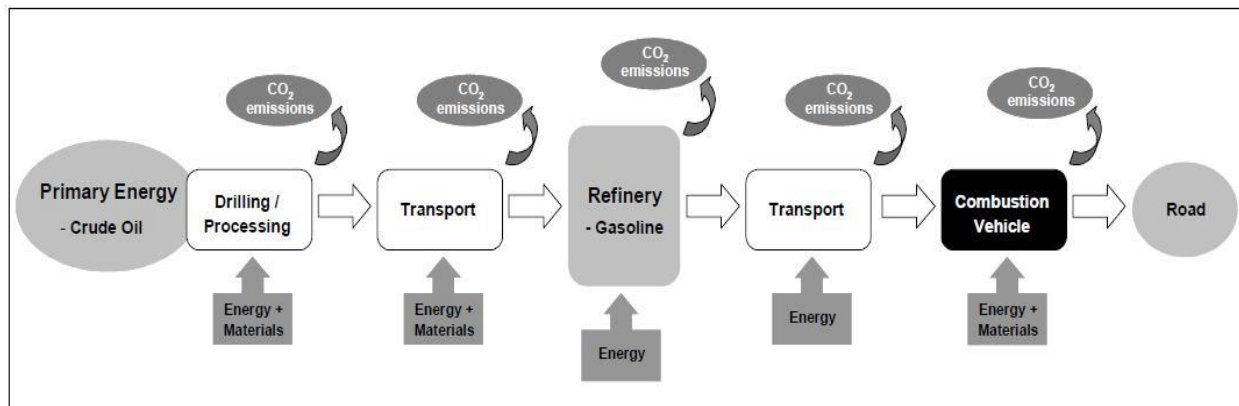 CO₂
emissions
CO₂
emissions
CO₂
emissions
CO₂
emissions
CO₂
emissions
Primary Energy
- Crude Oil
Drilling /
Processing
Transport
Refinery
- Gasoline
Transport
Combustion
Vehicle
Road
Energy +
Materials
Energy +
Materials
Energy
Energy
Energy +
Materials